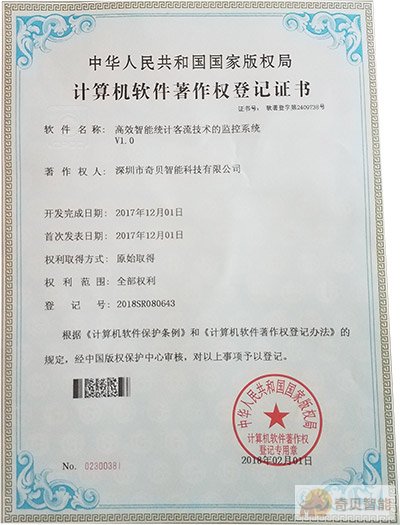 中华人民共和国国家版权局
计算机软件著作权登记证书
证书号： 软著登字第2409738号
软件名称： 高效智能统计客流技术的监控系统
V1.0
著作权人： 深圳市奇贝智能科技有限公司
开发完成日期： 2017年12月01日
首次发表日期： 2017年12月01日
权利取得方式： 原始取得
权利范围： 全部权利
登记号： 2018SR080643
根据《计算机软件保护条例》和《计算机软件著作权登记办法》的
规定，经中国版权保护中心审核，对以上事项予以登记。
中华人民共和国国家版权局
计算机软件著作权
登记专用章
2018年02月01日
No. 02300381
奇贝智能